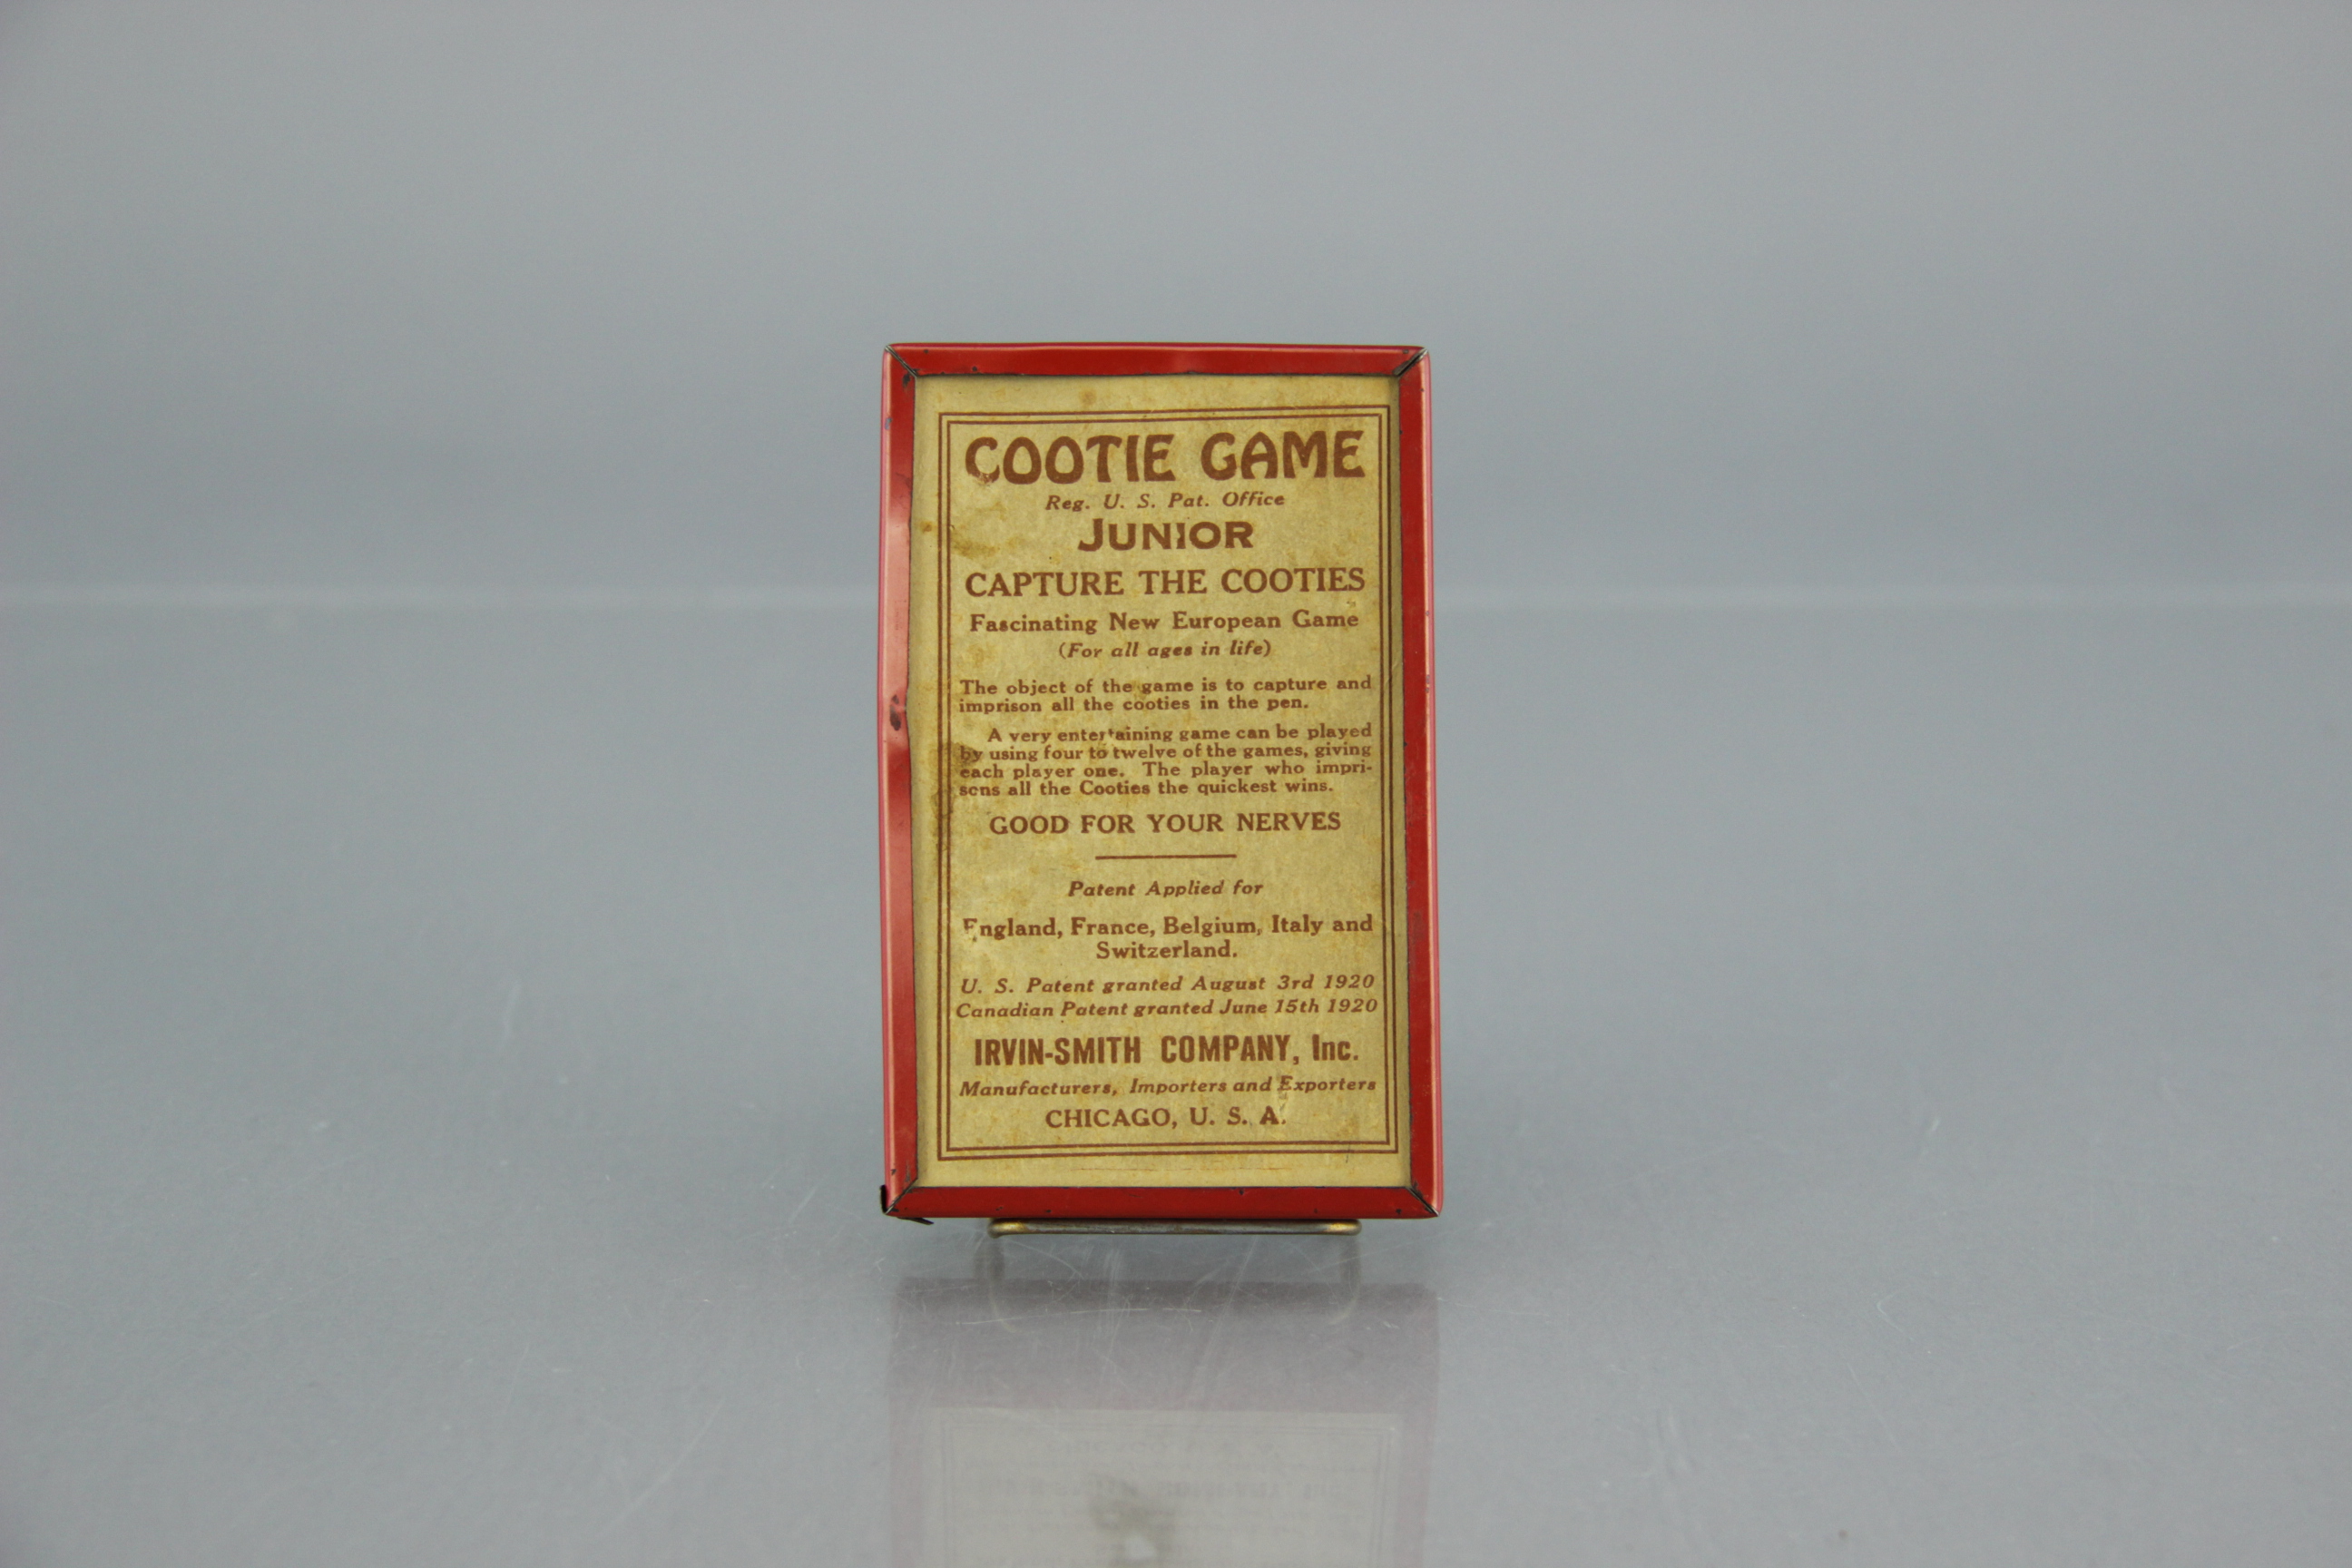 COOTIE GAME
Reg. U. S. Pat. Office
JUNIOR
CAPTURE THE COOTIES
Fascinating New European Game
(For all ages in life)
The object of the game is to capture and
imprison all the cooties in the pen.
A very entertaining game can be played
by using four to twelve of the games, giving
each player one. The player who impri-
sons all the Cooties the quickest wins.
GOOD FOR YOUR NERVES
Patent Applied for
England, France, Belgium, Italy and
Switzerland.
U. S. Patent granted August 3rd 1920
Canadian Patent granted June 15th 1920
IRVIN-SMITH COMPANY, Inc.
Manufacturers, Importers and Exporters
CHICAGO, U. S. A.